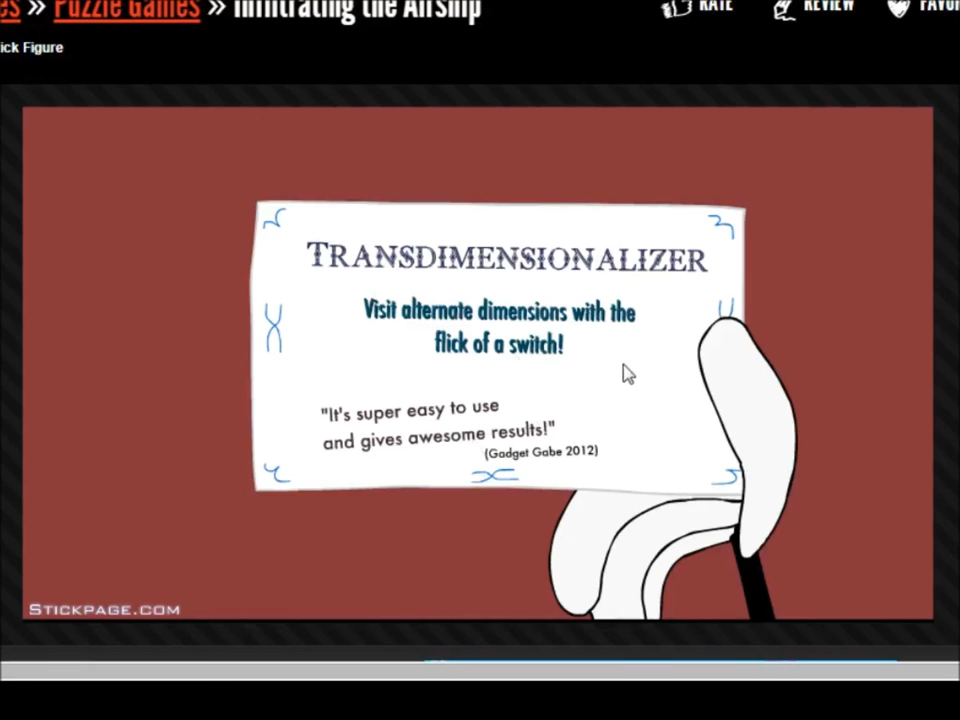 » Puzzle Games » Infiltrating the Airship
RATE
REVIEW
ick Figure
TRANSDIMENSIONALIZER
Visit alternate dimensions with the
flick of a switch!
"It's super easy to use
and gives awesome results!"
(Gadget Gabe 2012)
STICKPAGE.COM